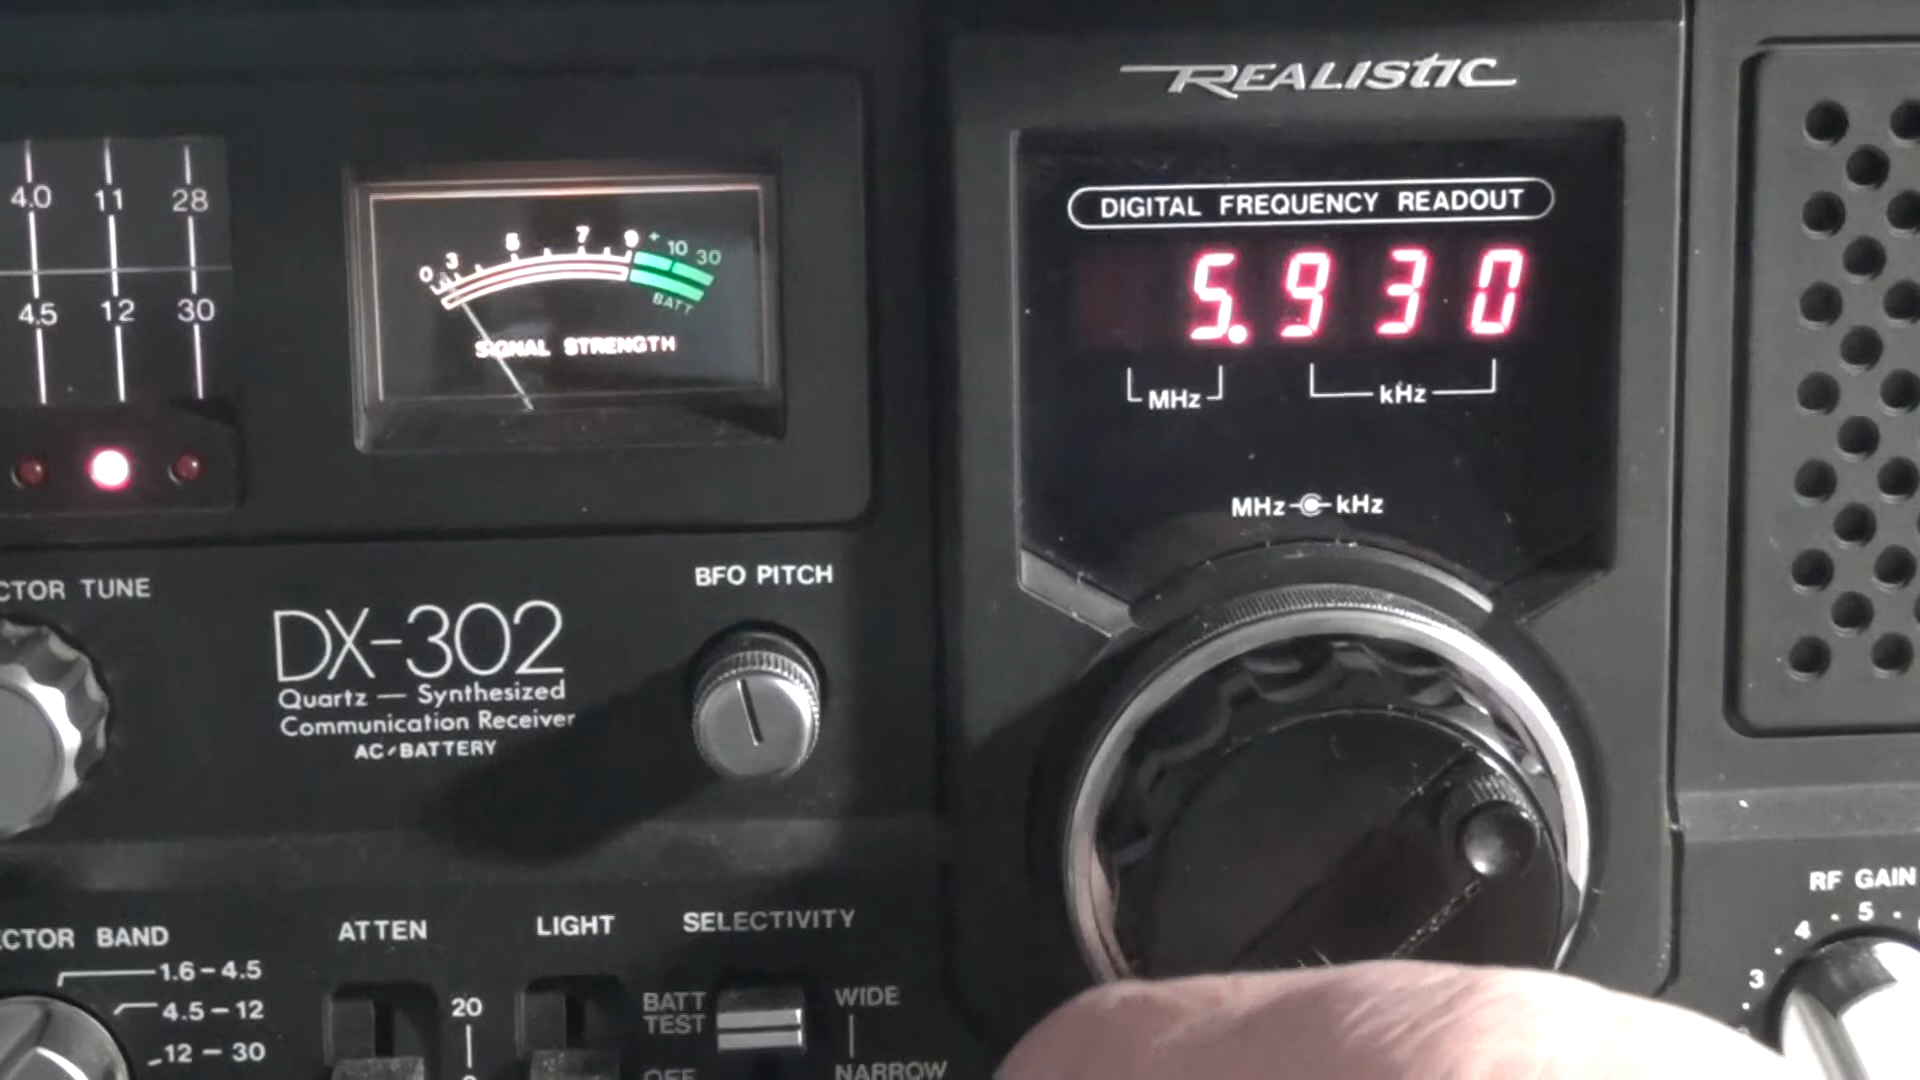 REALISTIC
DIGITAL FREQUENCY READOUT
5.930
MHz kHz
MHz kHz
4.0 11 28
4.5 12 30
0 3 5 7 9 + 10 30
BATT
SIGNAL STRENGTH
CTOR TUNE
DX-302
Quartz — Synthesized
Communication Receiver
AC/BATTERY
BFO PITCH
CTOR BAND
1.6-4.5
4.5-12
12-30
ATTEN
20
LIGHT
SELECTIVITY
BATT
TEST
OFF
WIDE
NARROW
RF GAIN
3 4 5